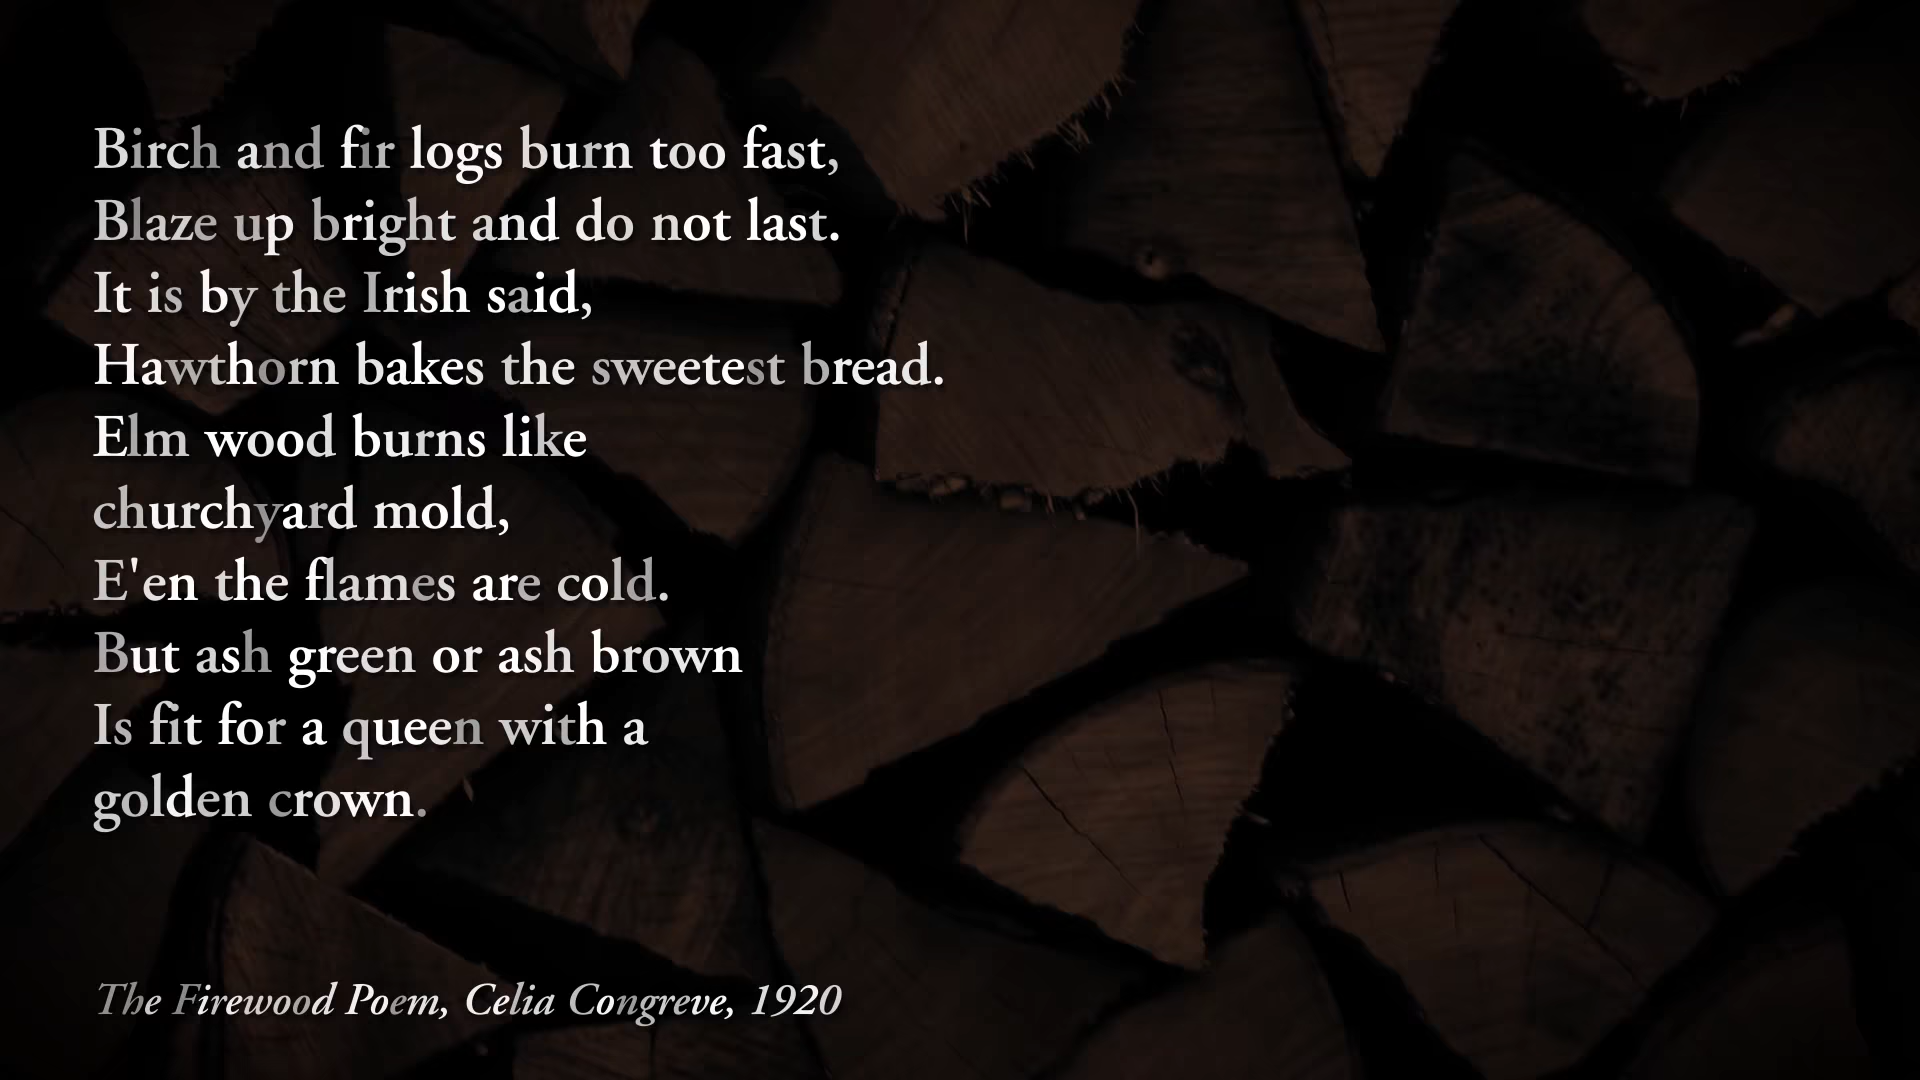 Birch and fir logs burn too fast,
Blaze up bright and do not last.
It is by the Irish said,
Hawthorn bakes the sweetest bread.
Elm wood burns like
churchyard mold,
E'en the flames are cold.
But ash green or ash brown
Is fit for a queen with a
golden crown.
The Firewood Poem, Celia Congreve, 1920